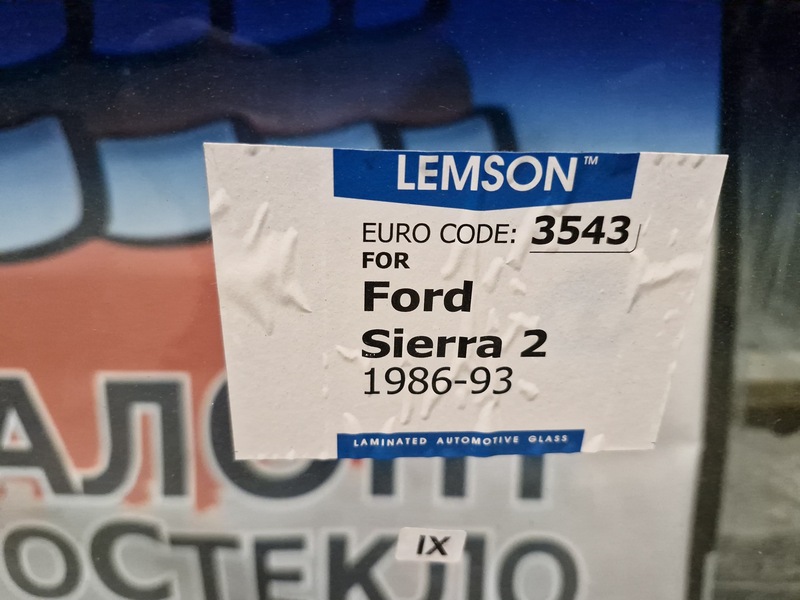 LEMSON™
EURO CODE: 3543
FOR
Ford
Sierra 2
1986-93
LAMINATED AUTOMOTIVE GLASS
IX